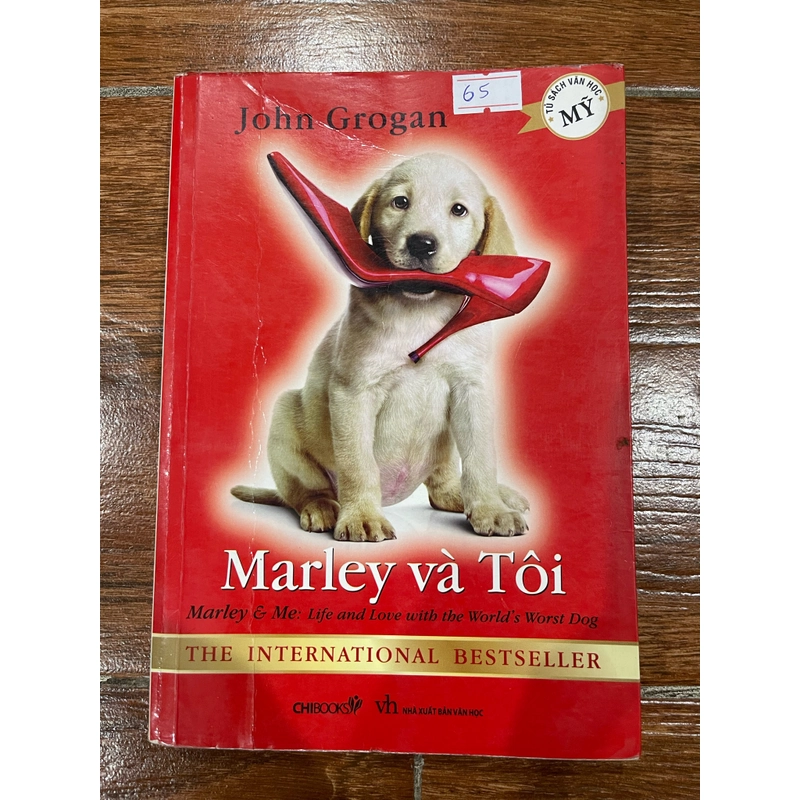 65
John Grogan
TỦ SÁCH VĂN HỌC
MỸ
Marley và Tôi
Marley & Me: Life and Love with the World's Worst Dog
THE INTERNATIONAL BESTSELLER
CHIBOOKS
vh NHÀ XUẤT BẢN VĂN HỌC